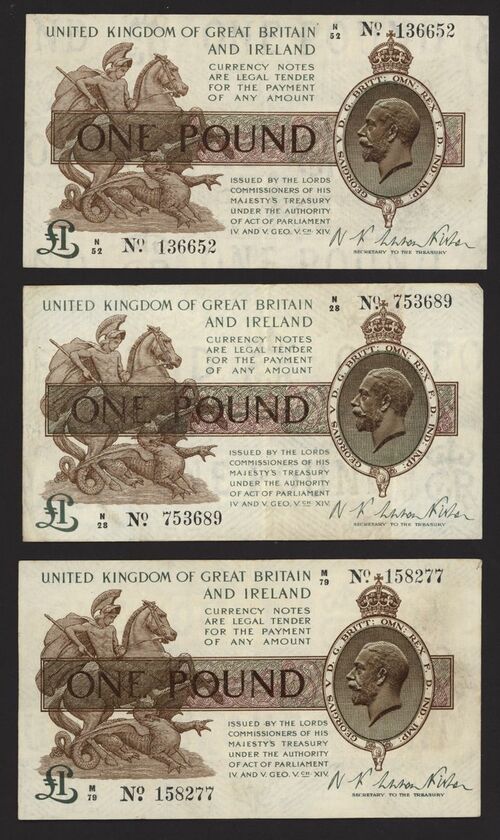 UNITED KINGDOM OF GREAT BRITAIN
AND IRELAND
N
52
Nº 136652
CURRENCY NOTES
ARE LEGAL TENDER
FOR THE PAYMENT
OF ANY AMOUNT
ONE POUND
GEORGIUS V D. G. BRITT: OMN: REX F. D. IND: IMP:
ISSUED BY THE LORDS
COMMISSIONERS OF HIS
MAJESTY'S TREASURY
UNDER THE AUTHORITY
OF ACT OF PARLIAMENT
IV AND V. GEO. V. CH. XIV.
£1
N
52
Nº 136652
SECRETARY TO THE TREASURY
UNITED KINGDOM OF GREAT BRITAIN
AND IRELAND
N
28
Nº 753689
CURRENCY NOTES
ARE LEGAL TENDER
FOR THE PAYMENT
OF ANY AMOUNT
ONE POUND
GEORGIUS V D. G. BRITT: OMN: REX F. D. IND: IMP:
ISSUED BY THE LORDS
COMMISSIONERS OF HIS
MAJESTY'S TREASURY
UNDER THE AUTHORITY
OF ACT OF PARLIAMENT
IV AND V. GEO. V. CH. XIV.
£1
N
28
Nº 753689
SECRETARY TO THE TREASURY
UNITED KINGDOM OF GREAT BRITAIN
AND IRELAND
M
79
Nº 158277
CURRENCY NOTES
ARE LEGAL TENDER
FOR THE PAYMENT
OF ANY AMOUNT
ONE POUND
GEORGIUS V D. G. BRITT: OMN: REX F. D. IND: IMP:
ISSUED BY THE LORDS
COMMISSIONERS OF HIS
MAJESTY'S TREASURY
UNDER THE AUTHORITY
OF ACT OF PARLIAMENT
IV AND V. GEO. V. CH. XIV.
£1
M
79
Nº 158277
SECRETARY TO THE TREASURY